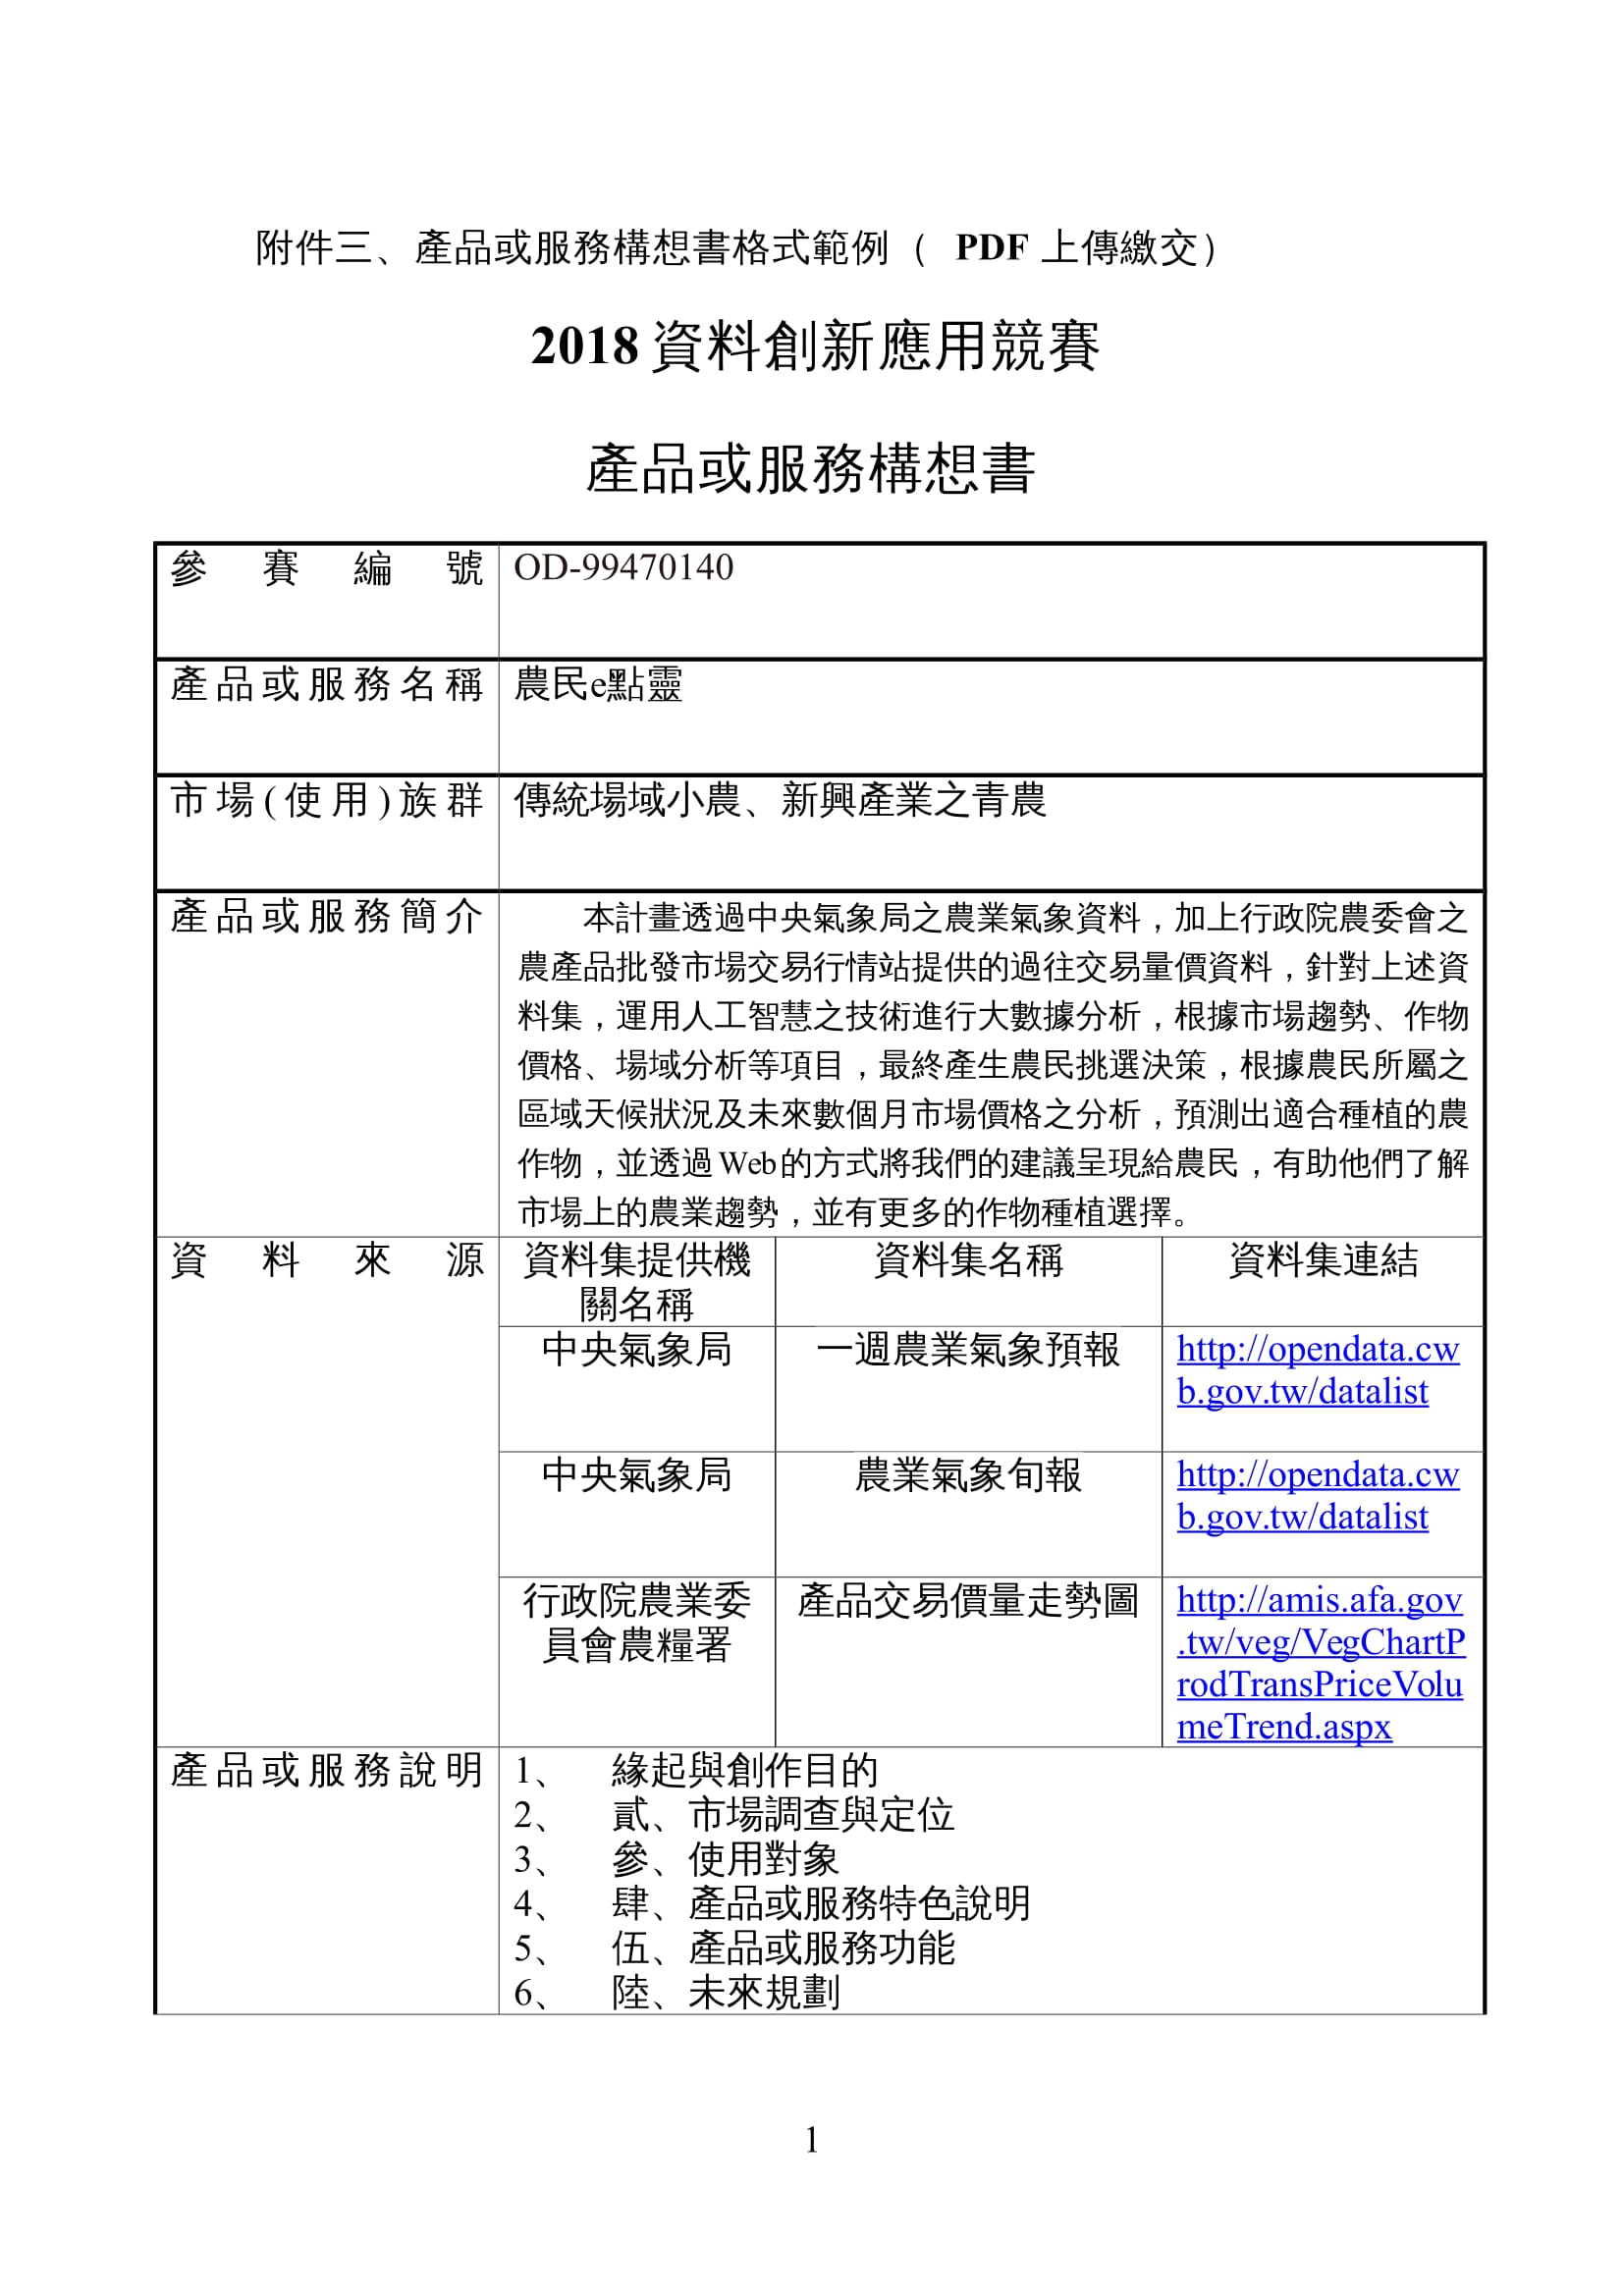 附件三、產品或服務構想書格式範例（ PDF 上傳繳交）
2018資料創新應用競賽
產品或服務構想書
參賽編號 OD-99470140
產品或服務名稱 農民e點靈
市場(使用)族群 傳統場域小農、新興產業之青農
產品或服務簡介 本計畫透過中央氣象局之農業氣象資料，加上行政院農委會之
農產品批發市場交易行情站提供的過往交易量價資料，針對上述資
料集，運用人工智慧之技術進行大數據分析，根據市場趨勢、作物
價格、場域分析等項目，最終產生農民挑選決策，根據農民所屬之
區域天候狀況及未來數個月市場價格之分析，預測出適合種植的農
作物，並透過Web的方式將我們的建議呈現給農民，有助他們了解
市場上的農業趨勢，並有更多的作物種植選擇。
資料來源 資料集提供機 資料集名稱 資料集連結
關名稱
中央氣象局 一週農業氣象預報 http://opendata.cw
b.gov.tw/datalist
中央氣象局 農業氣象旬報 http://opendata.cw
b.gov.tw/datalist
行政院農業委 產品交易價量走勢圖 http://amis.afa.gov
員會農糧署 .tw/veg/VegChartP
rodTransPriceVolu
meTrend.aspx
產品或服務說明 1、 緣起與創作目的
2、 貳、市場調查與定位
3、 參、使用對象
4、 肆、產品或服務特色說明
5、 伍、產品或服務功能
6、 陸、未來規劃
1